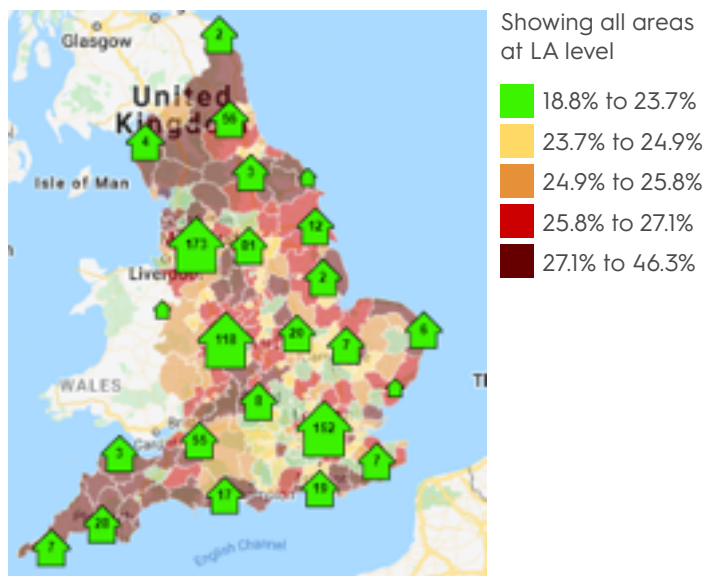 Showing all areas
at LA level
18.8% to 23.7%
23.7% to 24.9%
24.9% to 25.8%
25.8% to 27.1%
27.1% to 46.3%
Glasgow
2
United
Kingdom
56
4
3
Isle of Man
12
173
81
2
118
20
7
6
WALES
8
152
55
3
7
17
19
20
7
English Channel